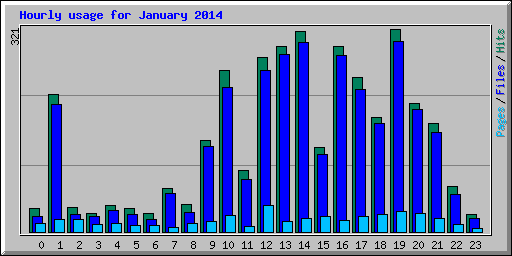 Hourly usage for January 2014
321
Pages/Files/Hits
0 1 2 3 4 5 6 7 8 9 10 11 12 13 14 15 16 17 18 19 20 21 22 23